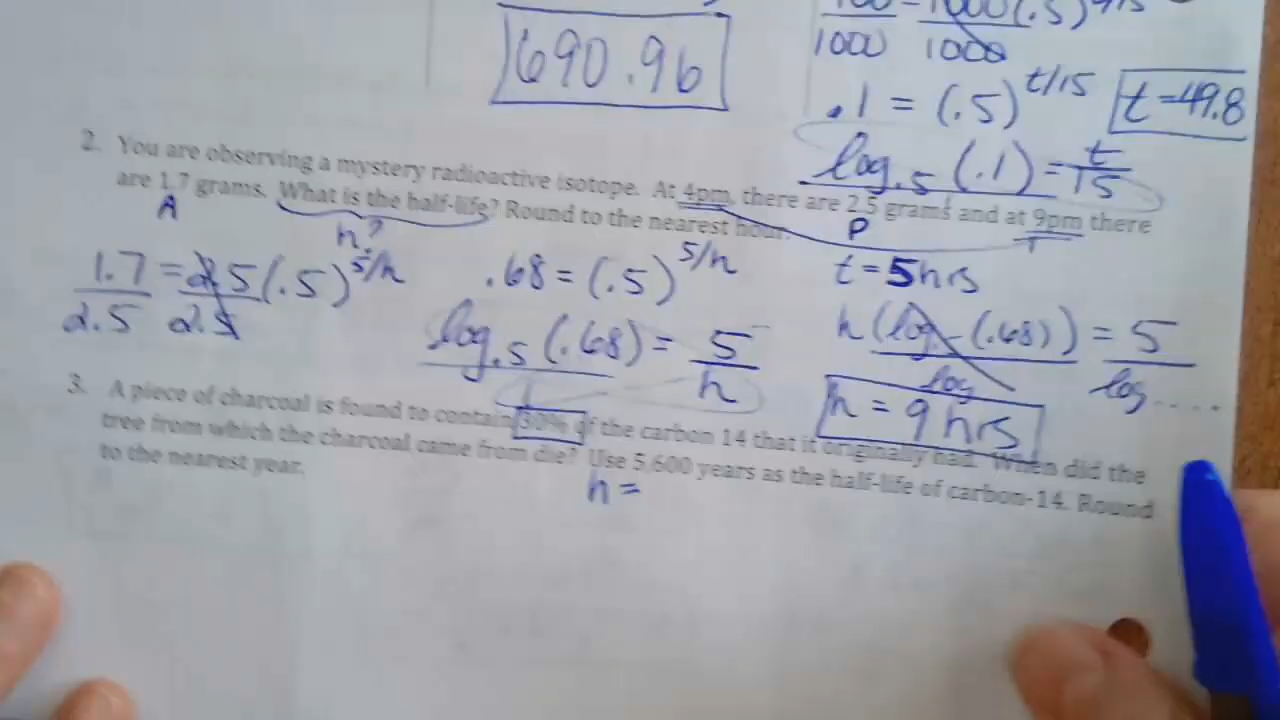 690.96
1000 1000
.1 = (.5)^t/15
t=49.8
log.5 (.1) = t/15
2. You are observing a mystery radioactive isotope. At 4pm, there are 2.5 grams and at 9pm there
are 1.7 grams. What is the half-life? Round to the nearest hour.
A h? P T
t = 5hrs
1.7/2.5 = 2.5(.5)^5/h / 2.5
.68 = (.5)^5/h
log.5 (.68) = 5/h
h(log (.68)) = 5
log log....
h = 9 hrs
3. A piece of charcoal is found to contain 30% of the carbon 14 that it originally had. When did the
tree from which the charcoal came from die? Use 5,600 years as the half-life of carbon-14. Round
to the nearest year.
h =